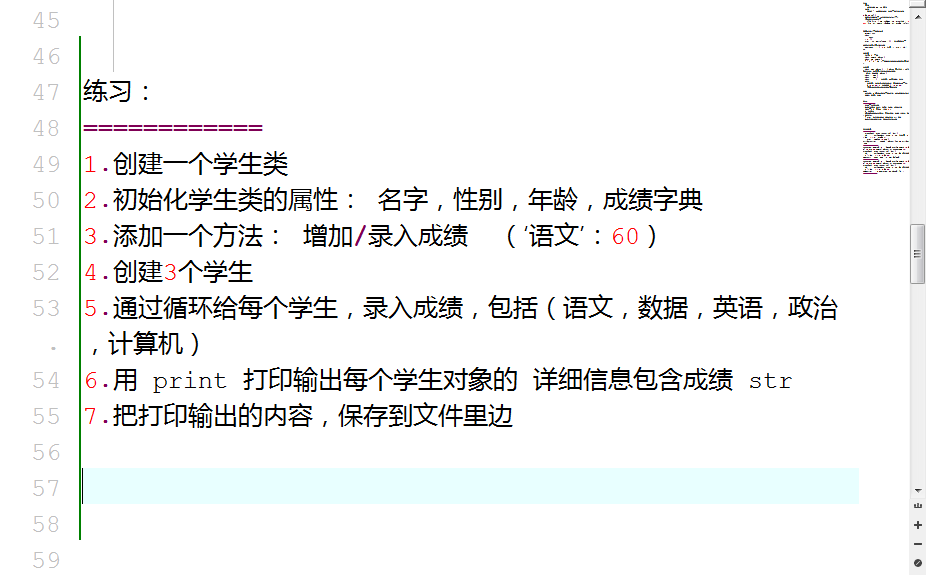 45
46
47 练习：
48 ============
49 1.创建一个学生类
50 2.初始化学生类的属性： 名字，性别，年龄，成绩字典
51 3.添加一个方法： 增加/录入成绩 （‘语文’：60）
52 4.创建3个学生
53 5.通过循环给每个学生，录入成绩，包括（语文，数据，英语，政治
. ，计算机）
54 6.用 print 打印输出每个学生对象的 详细信息包含成绩 str
55 7.把打印输出的内容，保存到文件里边
56
57
58
59